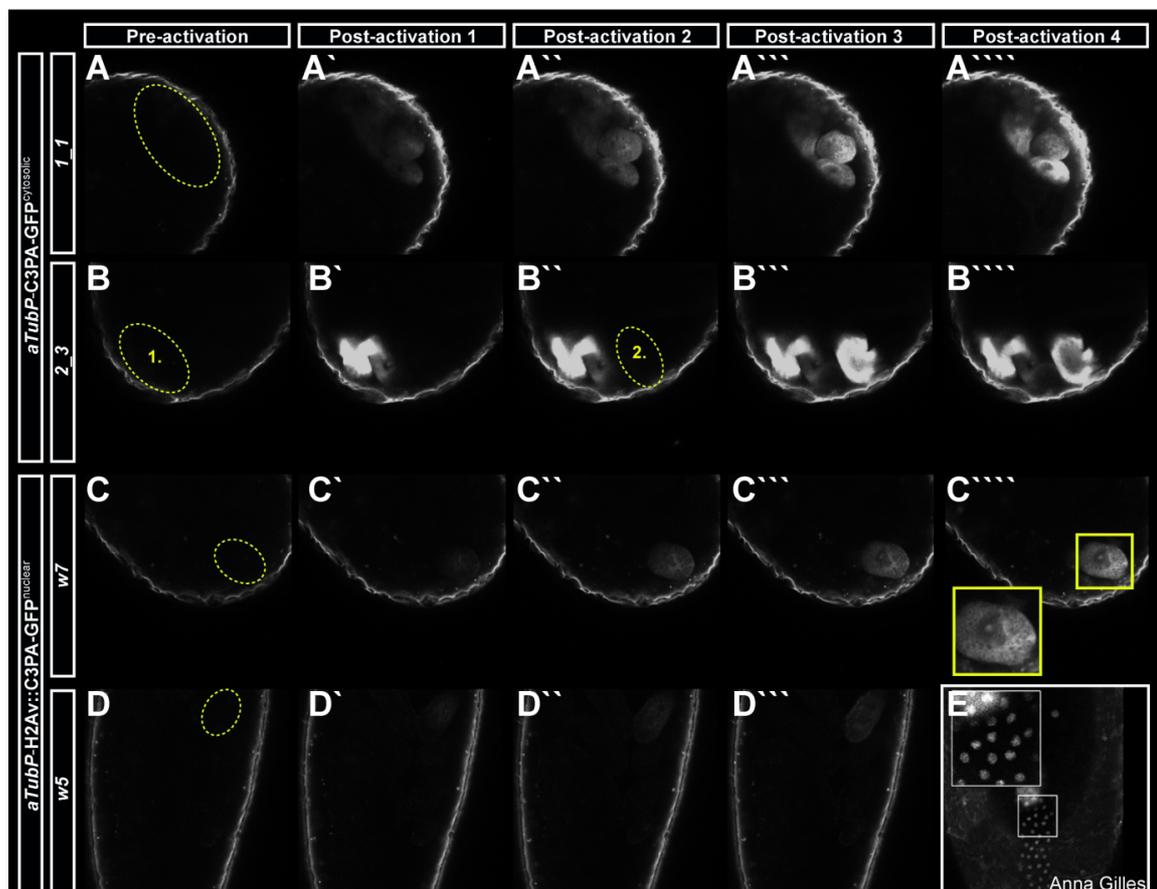 Pre-activation Post-activation 1 Post-activation 2 Post-activation 3 Post-activation 4
aTubP-C3PA-GFPcytosolic
1_1
A A` A`` A``` A````
2_3
B B` B`` B``` B````
1. 2.
aTubP-H2Av::C3PA-GFPnuclear
w7
C C` C`` C``` C````
w5
D D` D`` D``` E
Anna Gilles